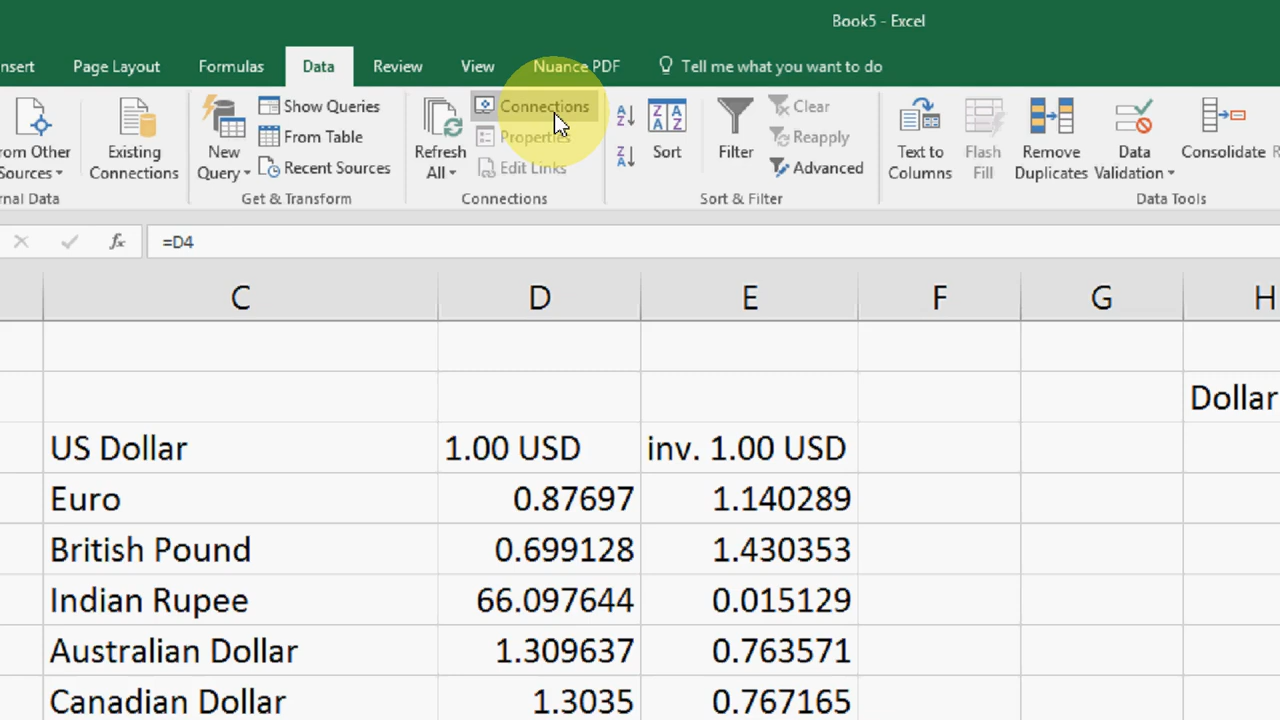 Book5 - Excel
nsert Page Layout Formulas Data Review View Nuance PDF Tell me what you want to do
Show Queries
From Table
Recent Sources
rom Other
Sources
Existing
Connections
New
Query
Refresh
All
Connections
Properties
Edit Links
Sort
Filter
Clear
Reapply
Advanced
Text to
Columns
Flash
Fill
Remove
Duplicates
Data
Validation
Consolidate
R
rnal Data Get & Transform Connections Sort & Filter Data Tools
fx =D4
C D E F G H
Dollar
US Dollar 1.00 USD inv. 1.00 USD
Euro 0.87697 1.140289
British Pound 0.699128 1.430353
Indian Rupee 66.097644 0.015129
Australian Dollar 1.309637 0.763571
Canadian Dollar 1.3035 0.767165